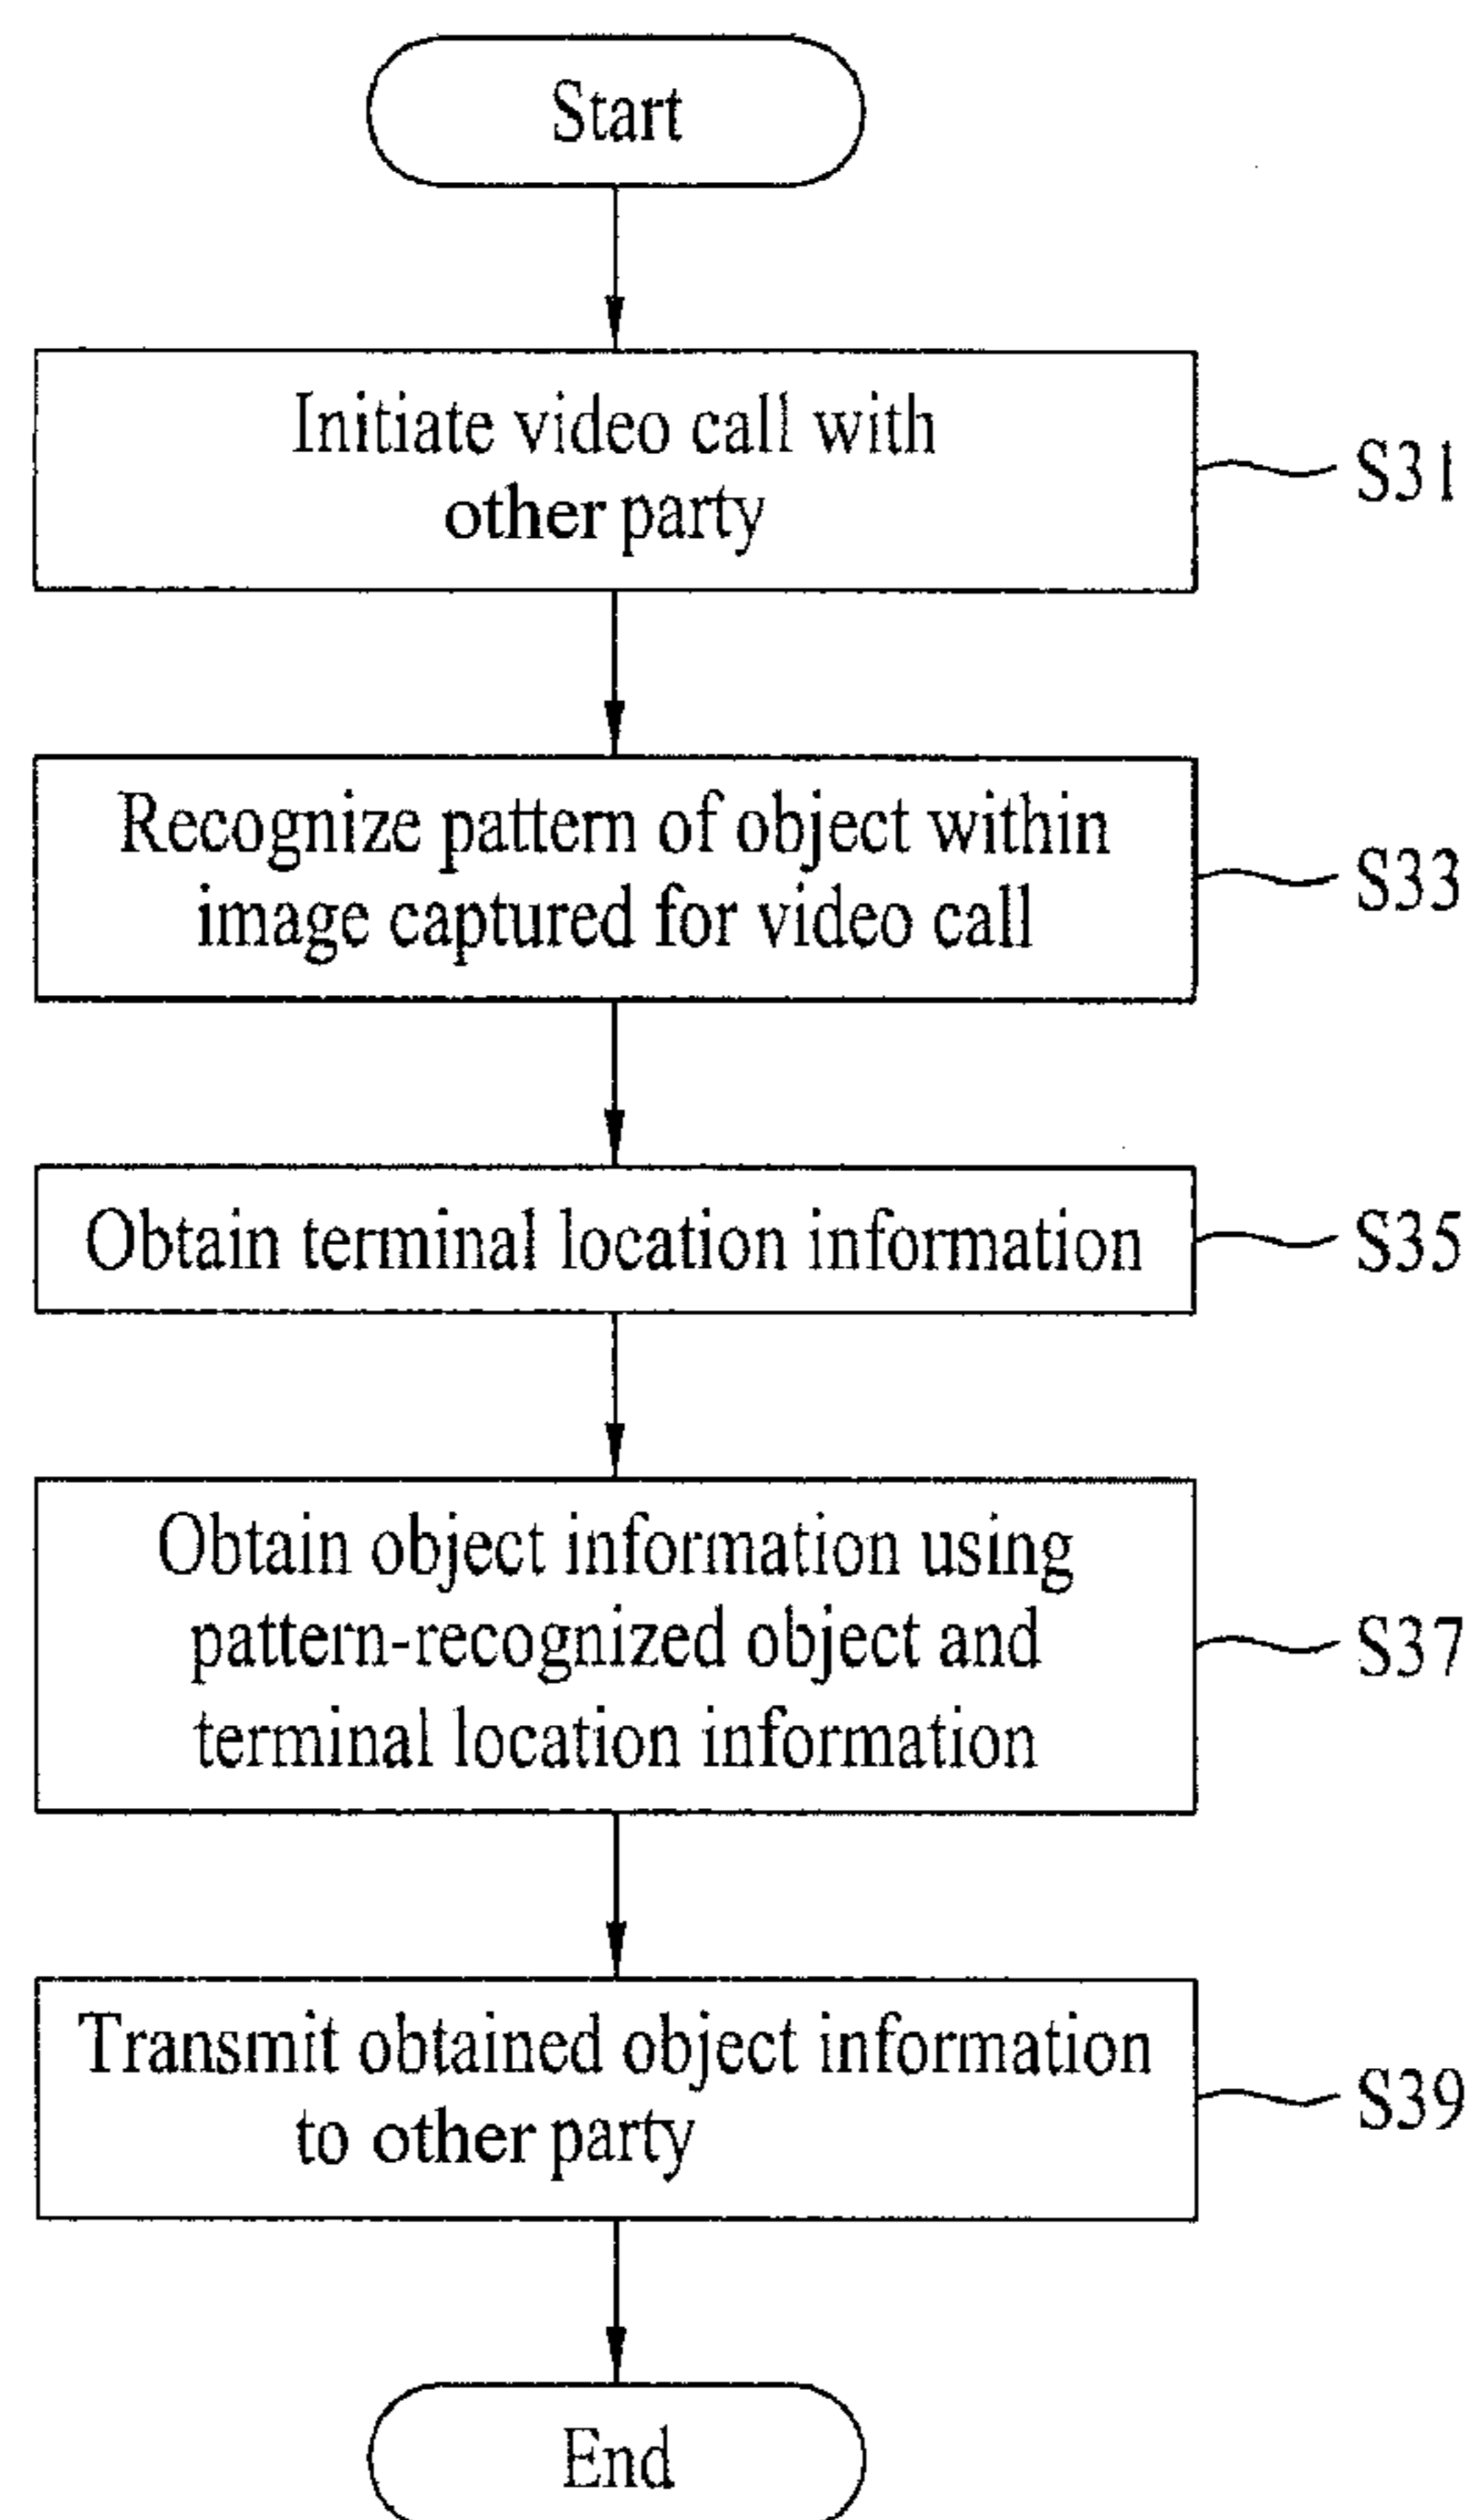 Start
Initiate video call with
other party
S31
Recognize pattern of object within
image captured for video call
S33
Obtain terminal location information
S35
Obtain object information using
pattern-recognized object and
terminal location information
S37
Transmit obtained object information
to other party
S39
End